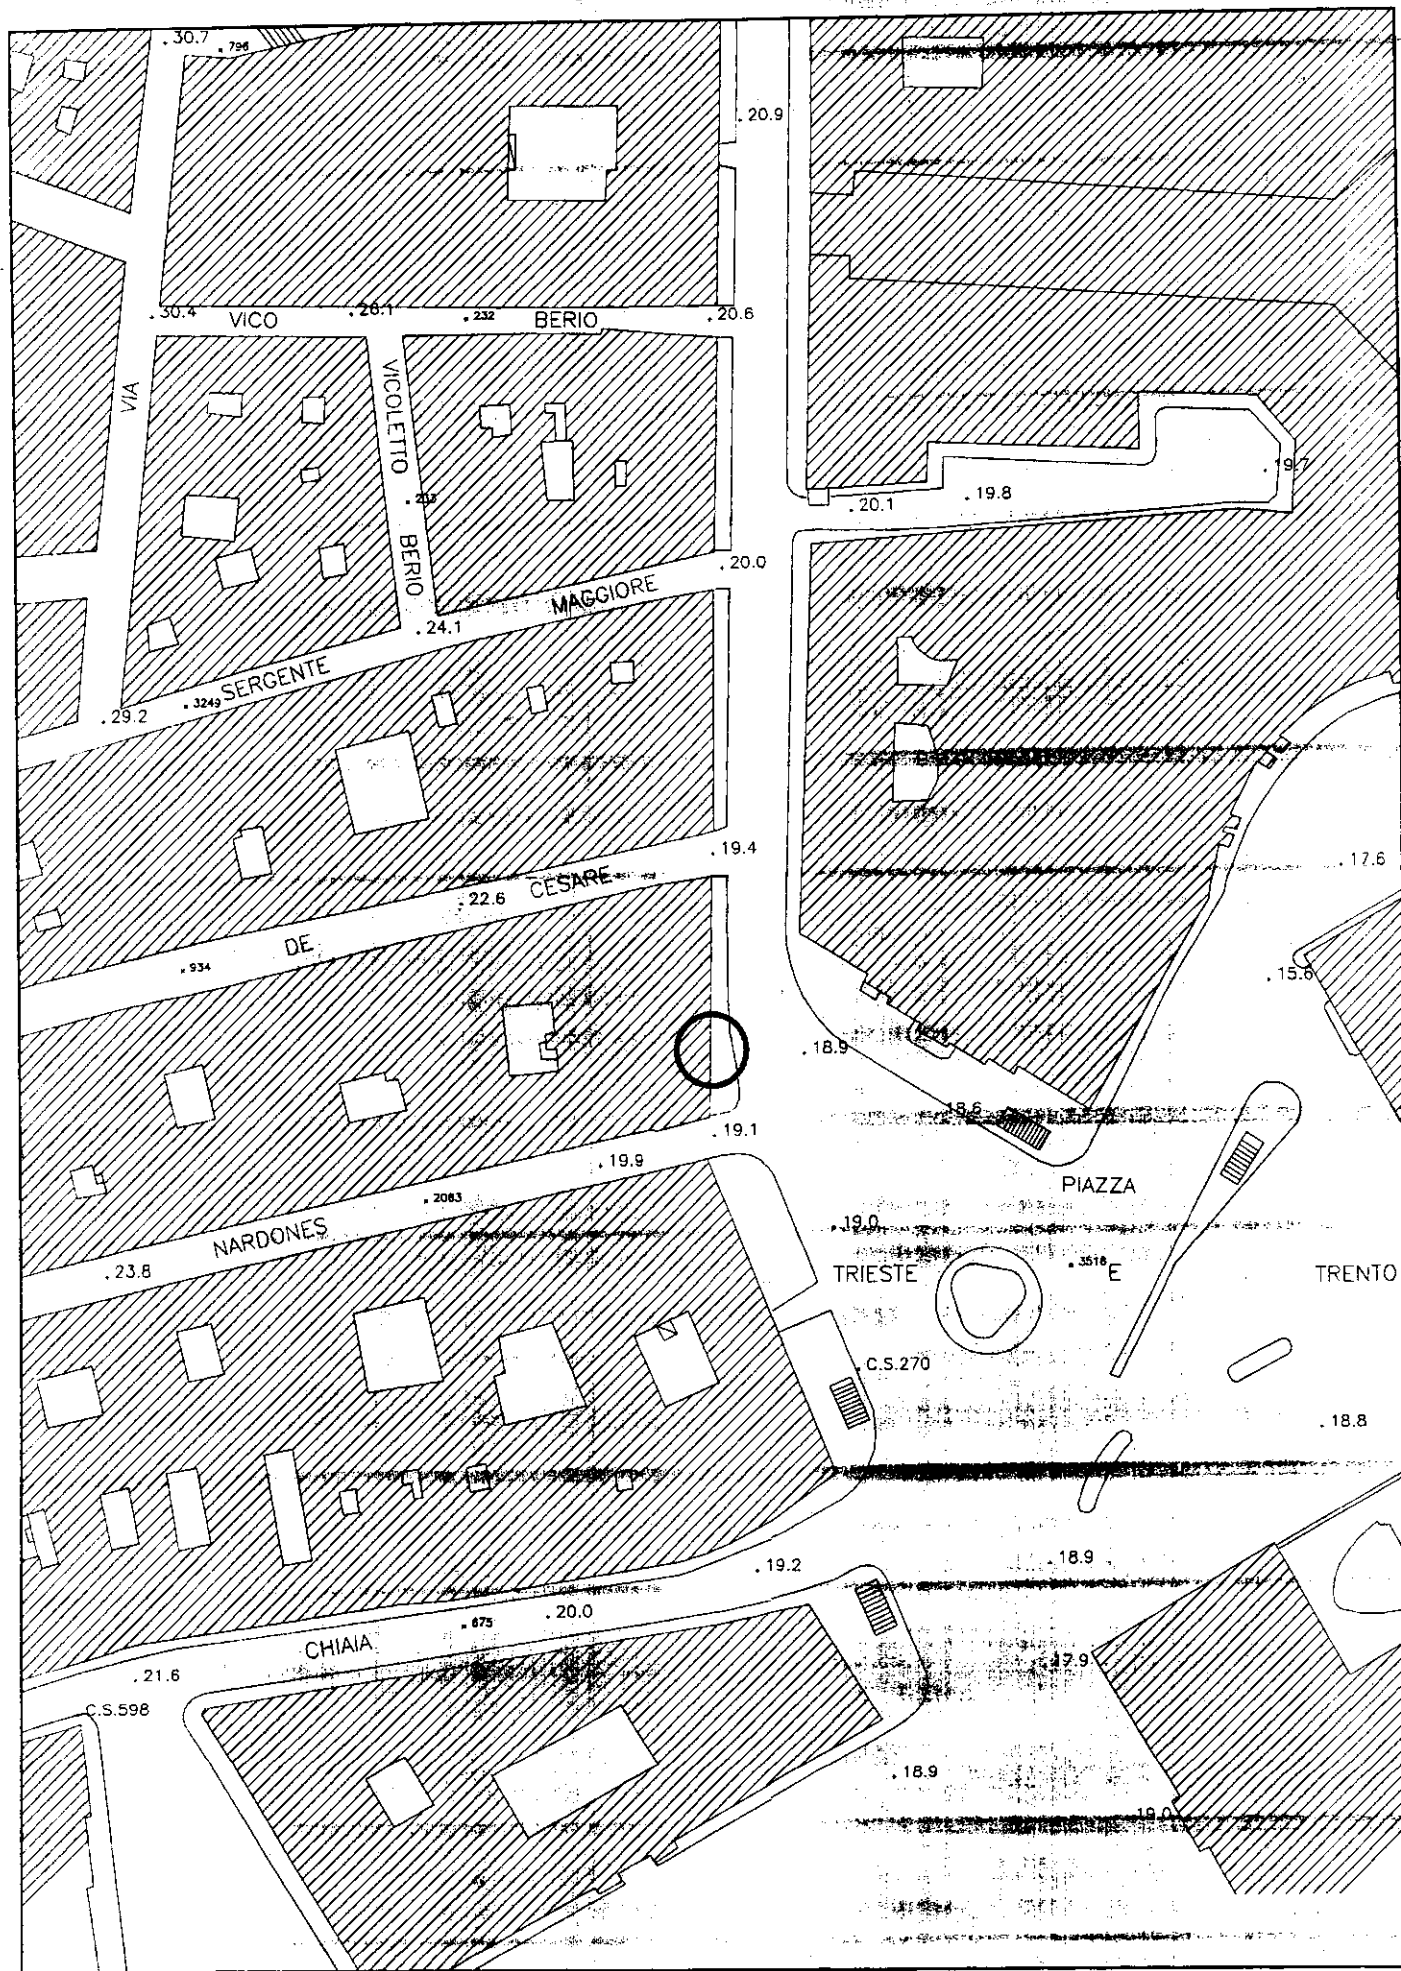 .30.7
.796
.20.9
.30.4
VICO
.28.1
.232
BERIO
.20.6
VIA
VICOLETTO
BERIO
.19.7
.19.8
.20.1
.20.0
MAGGIORE
.24.1
SERGENTE
.3249
.29.2
.19.4
.17.6
CESARE
.22.6
DE
.934
.15.6
.18.9
18.6
.19.1
.19.9
PIAZZA
.2083
NARDONES
.19.0
.23.8
TRIESTE
.3518
E
TRENTO
.C.S.270
.18.8
.19.2
.18.9
.20.0
.675
CHIAIA
.21.6
.17.9
C.S.598
.18.9
19.0